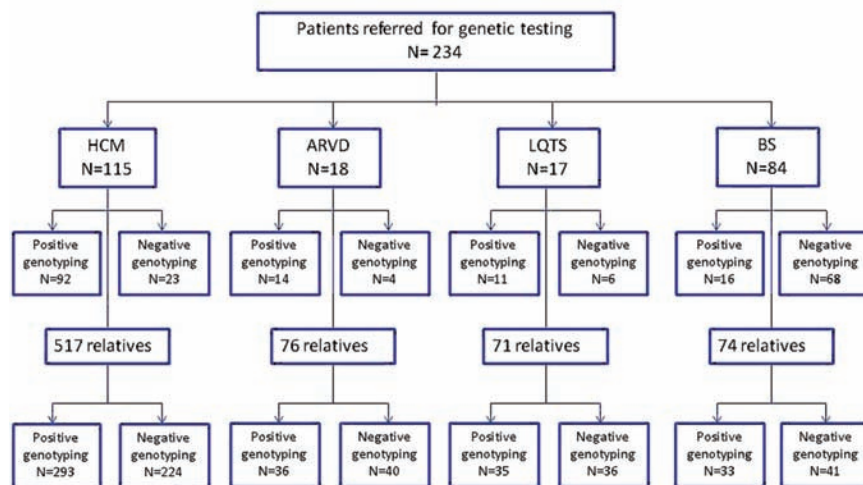 Patients referred for genetic testing
N= 234
HCM
N=115
ARVD
N=18
LQTS
N=17
BS
N=84
Positive
genotyping
N=92
Negative
genotyping
N=23
Positive
genotyping
N=14
Negative
genotyping
N=4
Positive
genotyping
N=11
Negative
genotyping
N=6
Positive
genotyping
N=16
Negative
genotyping
N=68
517 relatives
76 relatives
71 relatives
74 relatives
Positive
genotyping
N=293
Negative
genotyping
N=224
Positive
genotyping
N=36
Negative
genotyping
N=40
Positive
genotyping
N=35
Negative
genotyping
N=36
Positive
genotyping
N=33
Negative
genotyping
N=41